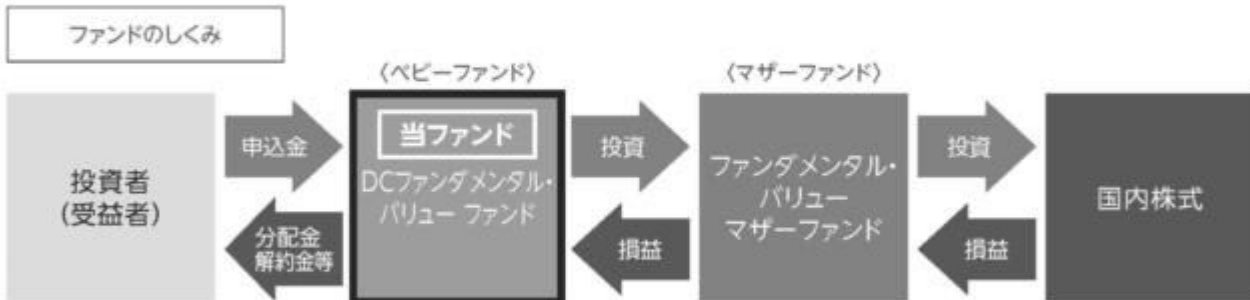 ファンドのしくみ
〈ベビーファンド〉
〈マザーファンド〉
投資者
(受益者)
申込金
分配金
解約金等
当ファンド
DCファンダメンタル・
バリュー ファンド
投資
損益
ファンダメンタル・
バリュー
マザーファンド
投資
損益
国内株式